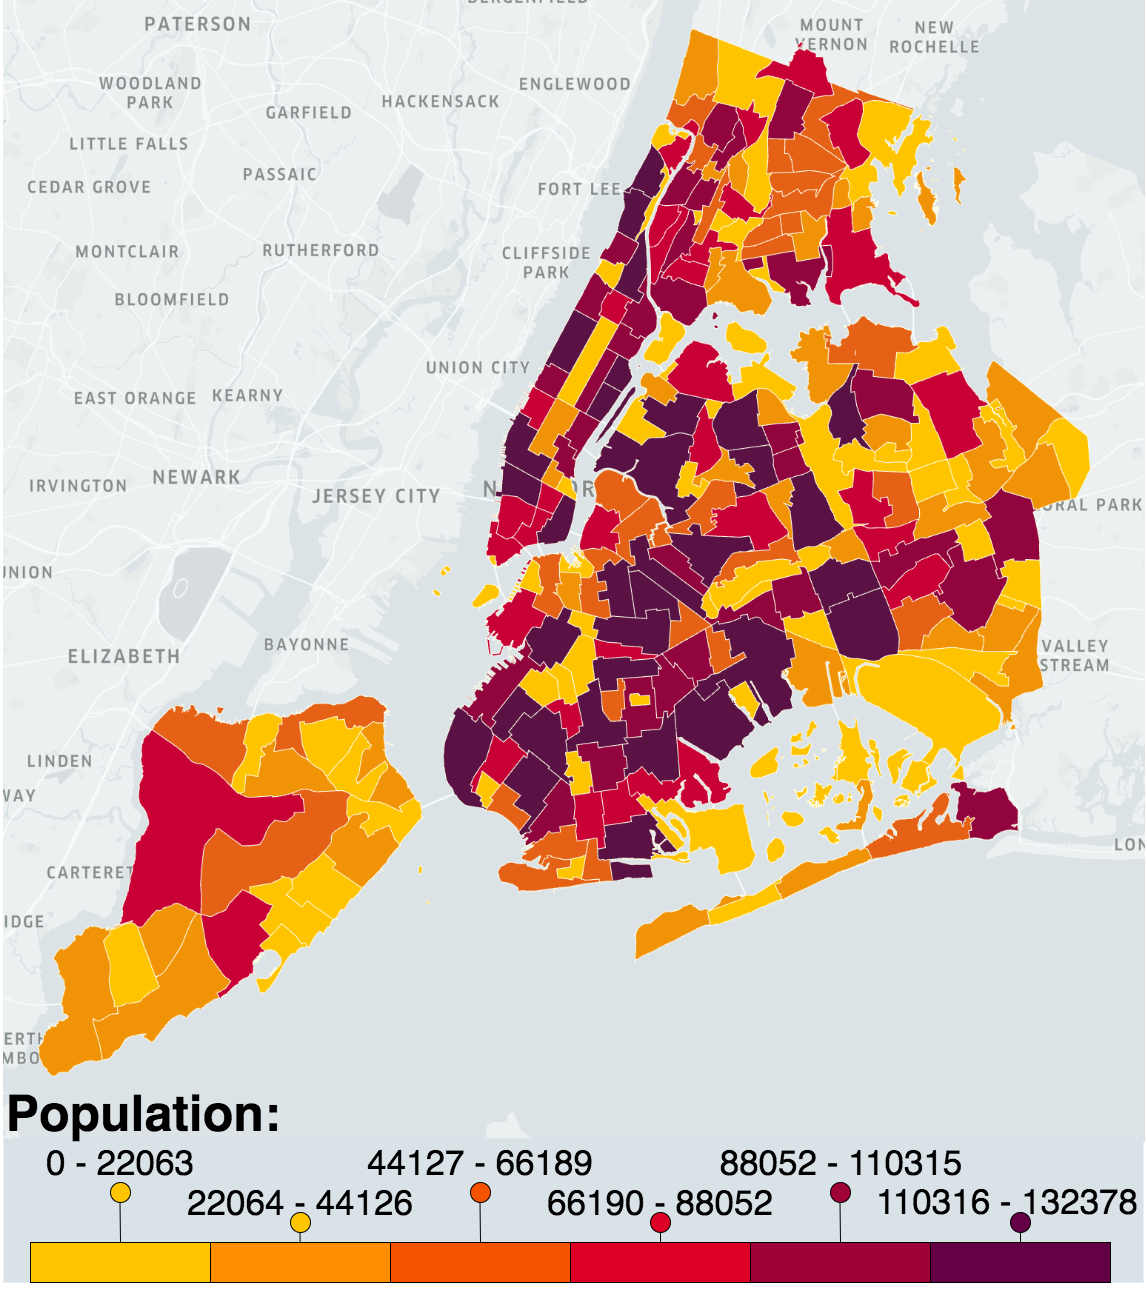 BERGENFIELD
PATERSON
MOUNT
VERNON
NEW
ROCHELLE
WOODLAND
PARK
ENGLEWOOD
HACKENSACK
GARFIELD
LITTLE FALLS
PASSAIC
CEDAR GROVE
FORT LEE
MONTCLAIR
RUTHERFORD
CLIFFSIDE
PARK
BLOOMFIELD
UNION CITY
EAST ORANGE
KEARNY
NEWARK
IRVINGTON
JERSEY CITY
N
OR
ORAL PARK
UNION
BAYONNE
ELIZABETH
VALLEY
STREAM
LINDEN
WAY
CARTERET
LON
IDGE
ERTH
MBO
Population:
0 - 22063
44127 - 66189
88052 - 110315
22064 - 44126
66190 - 88052
110316 - 132378